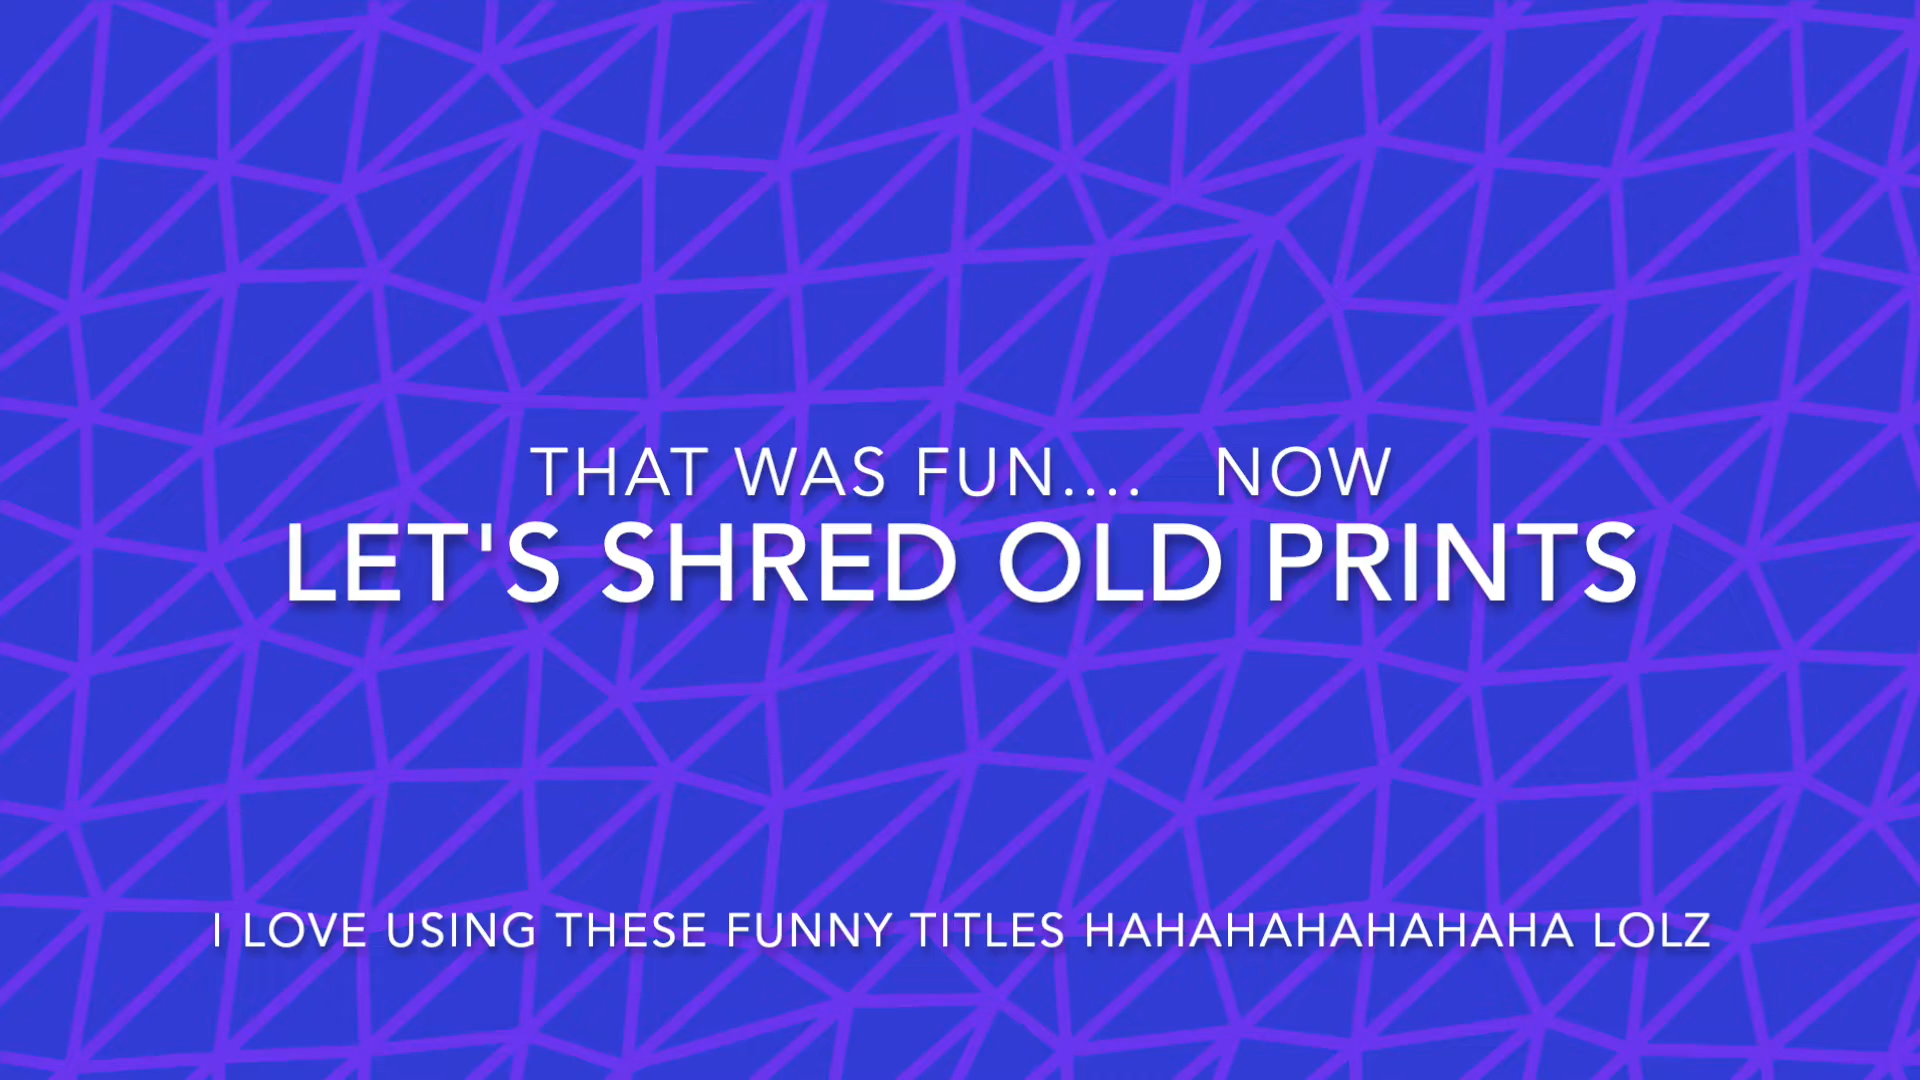 THAT WAS FUN.... NOW
LET'S SHRED OLD PRINTS
I LOVE USING THESE FUNNY TITLES HAHAHAHAHAHAHA LOLZ